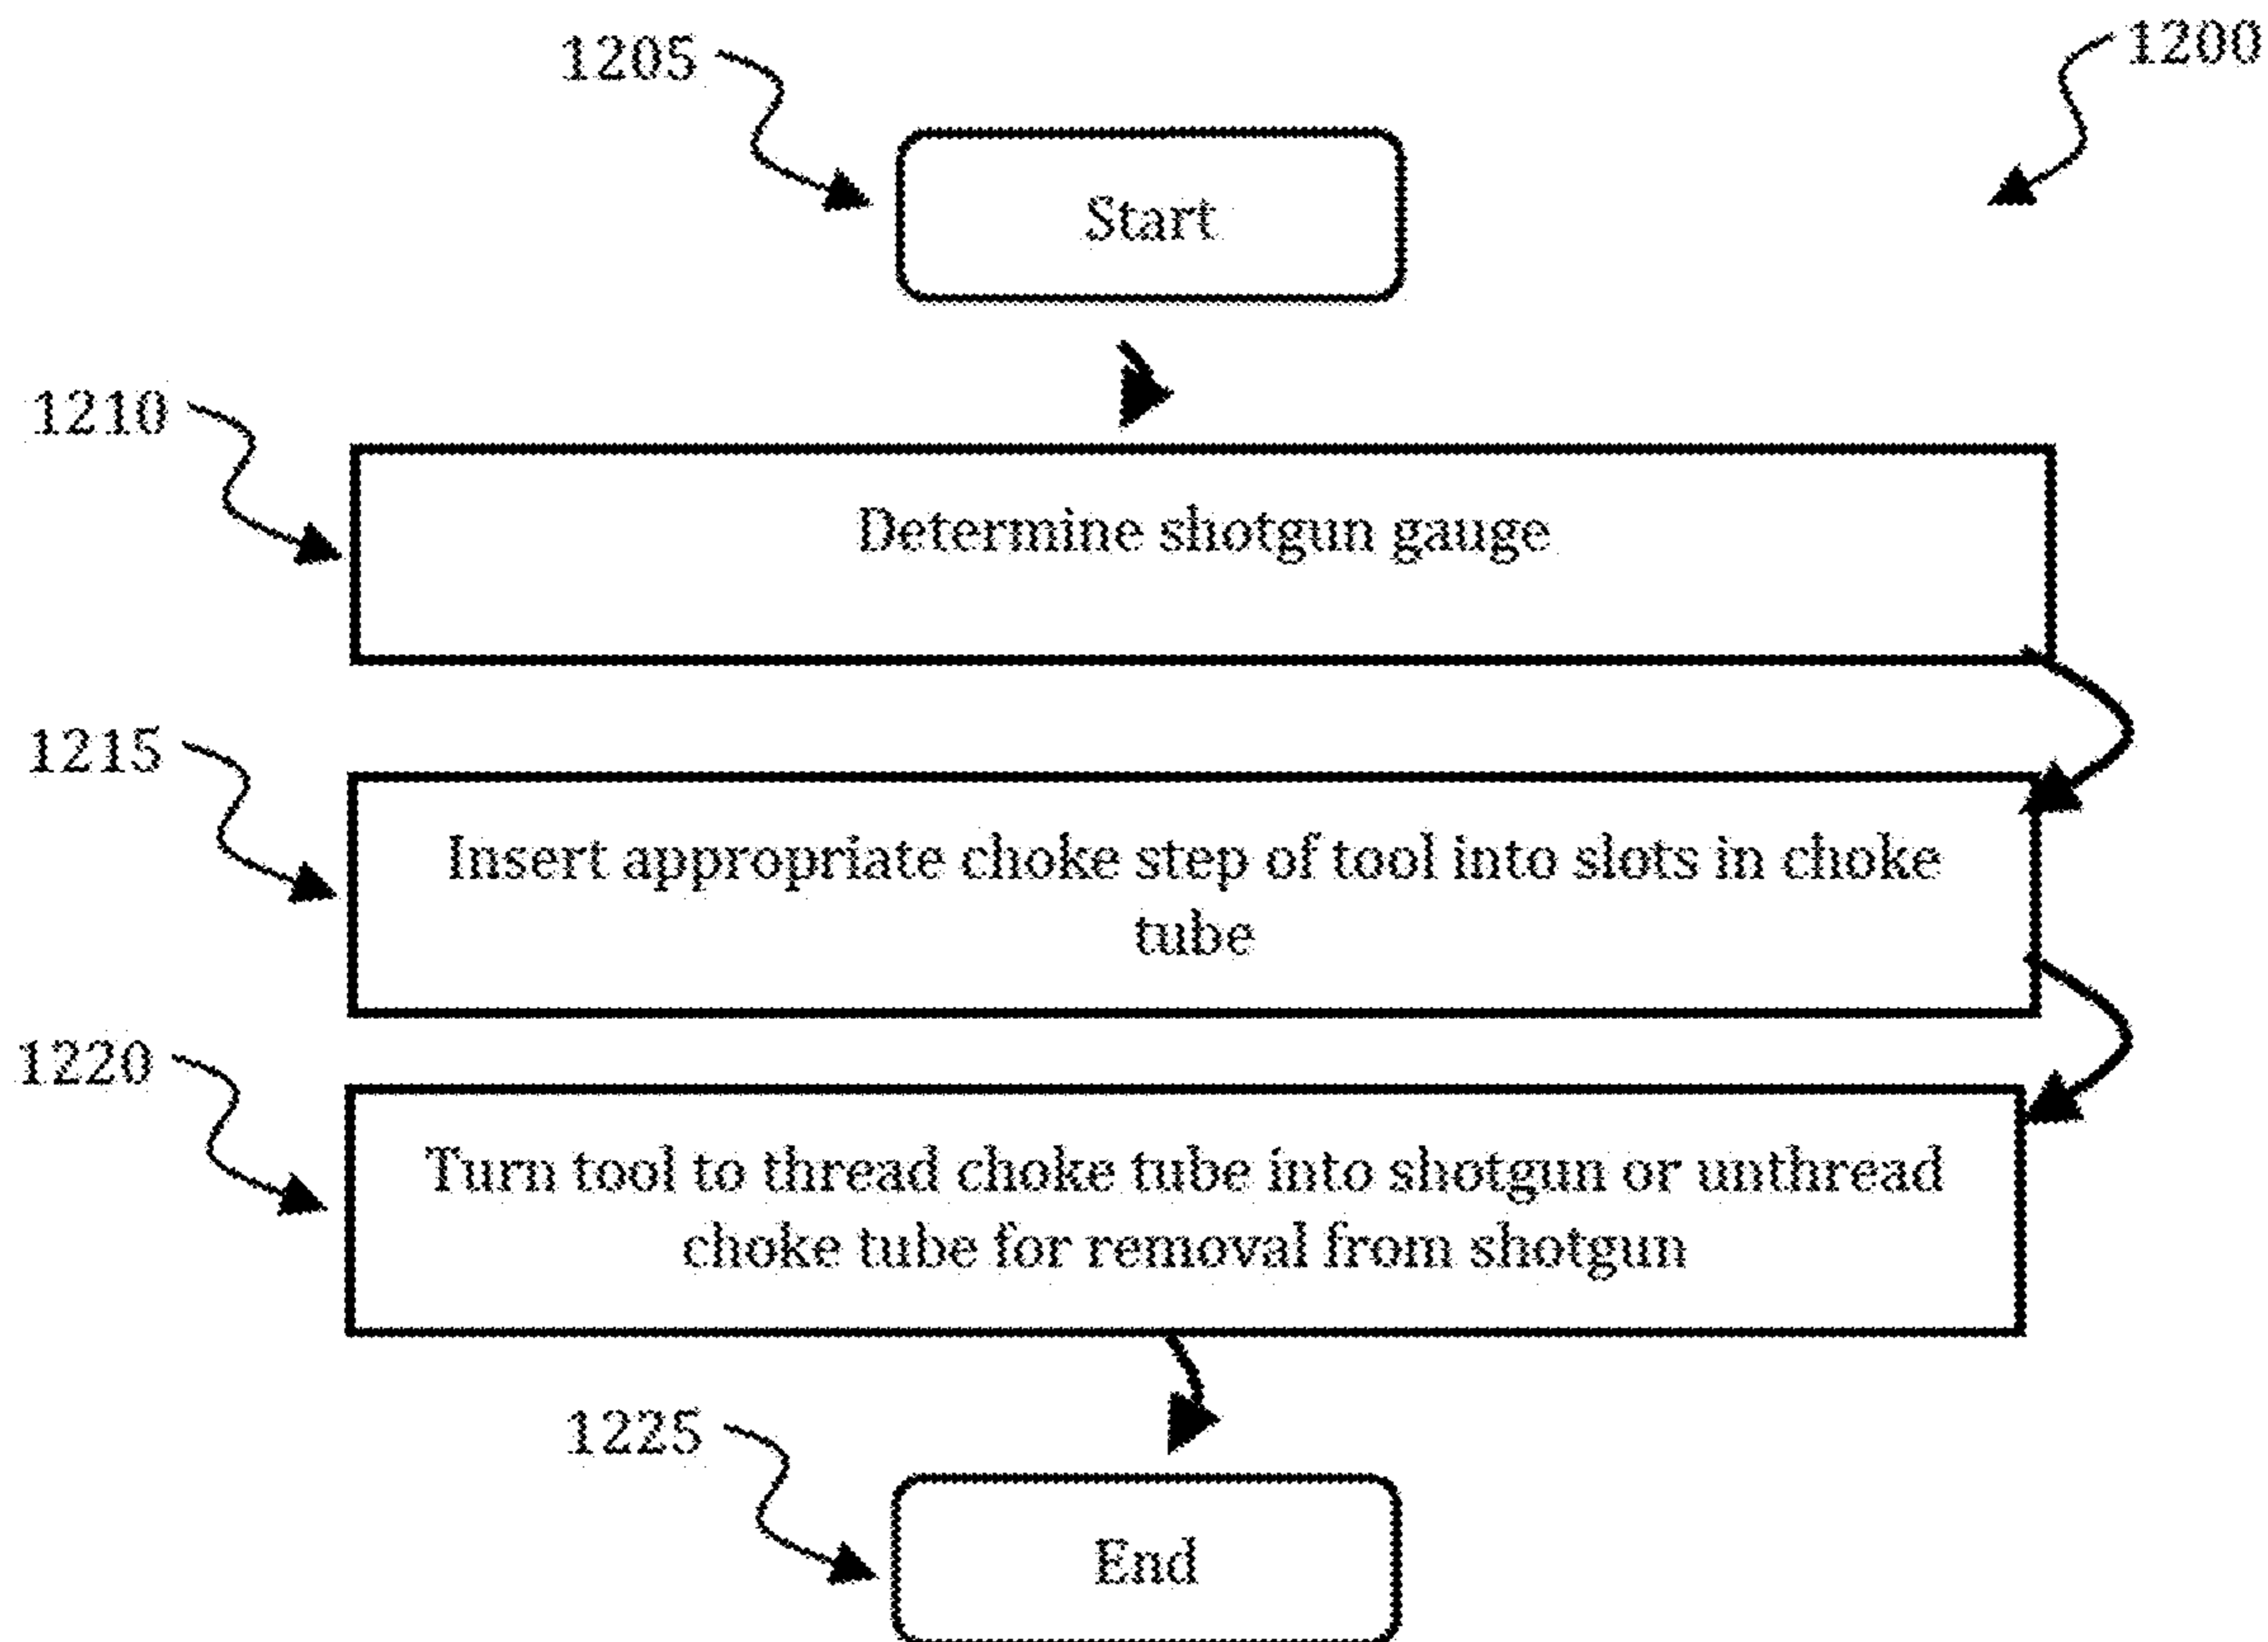 1205
1200
Start
1210
Determine shotgun gauge
1215
Insert appropriate choke step of tool into slots in choke
tube
1220
Turn tool to thread choke tube into shotgun or unthread
choke tube for removal from shotgun
1225
End